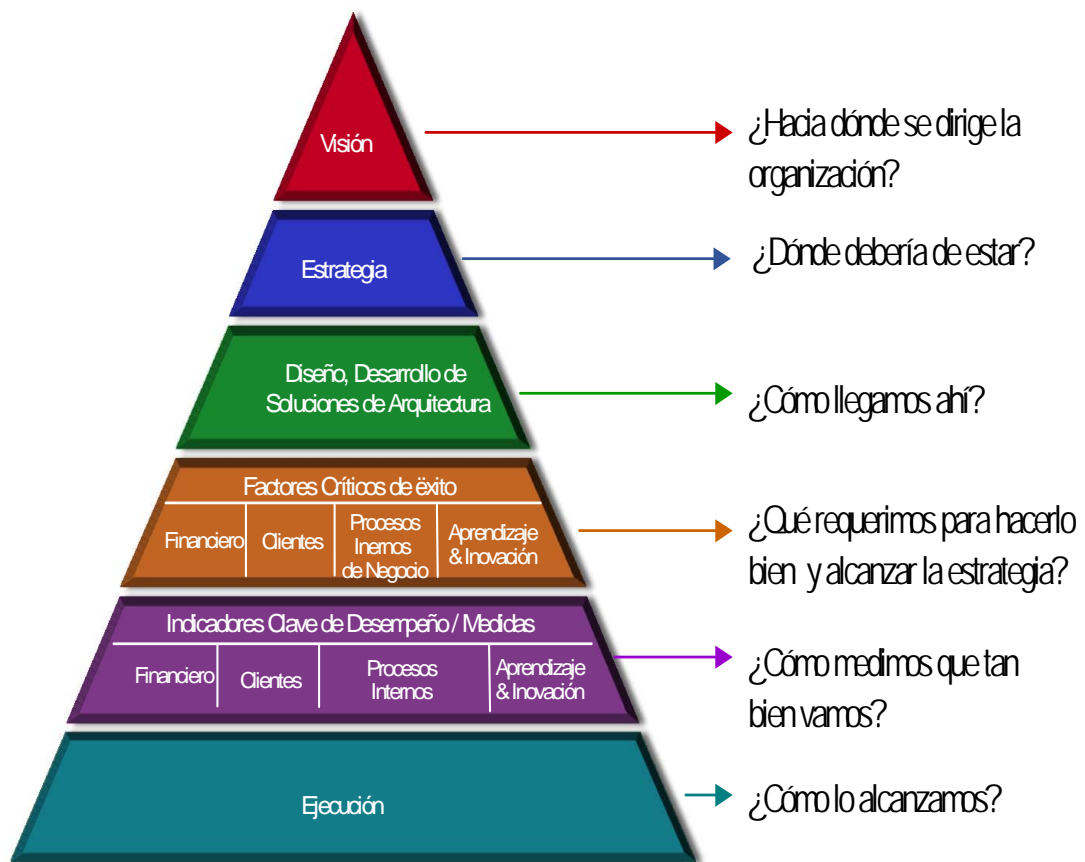 Visión
¿Hacia dónde se dirige la
organización?
Estrategia
¿Dónde debería de estar?
Diseño, Desarrollo de
Soluciones de Arquitectura
¿Cómo llegamos ahí?
Factores Críticos de ëxito
Financiero
Clientes
Procesos
Inernos
de Negocio
Aprendizaje
& Inovación
¿Qué requerimos para hacerlo
bien y alcanzar la estrategia?
Indicadores Clave de Desempeño / Medidas
Financiero
Clientes
Procesos
Internos
Aprendizaje
& Inovación
¿Cómo medimos que tan
bien vamos?
Ejecución
¿Cómo lo alcanzamos?